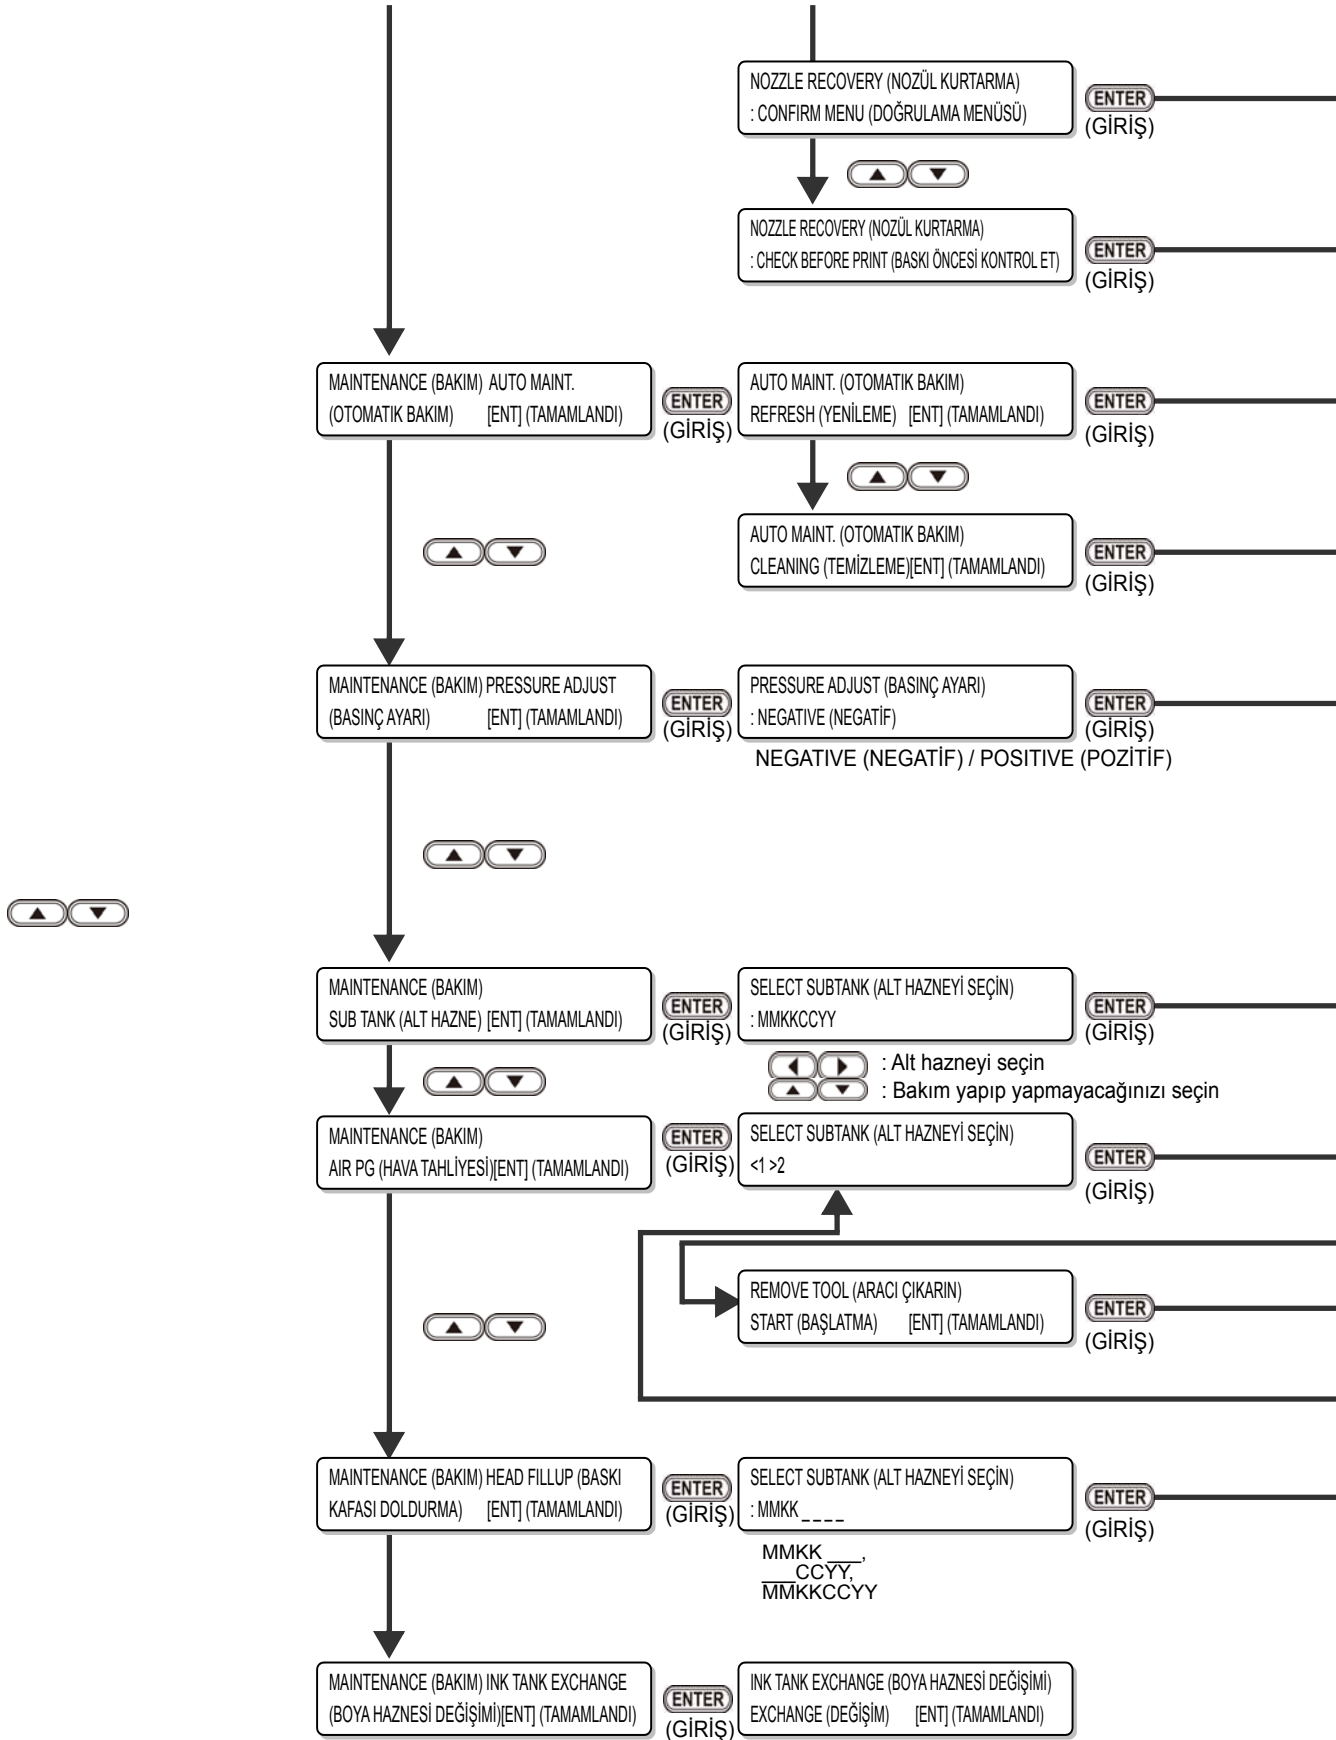 NOZZLE RECOVERY (NOZÜL KURTARMA)
: CONFIRM MENU (DOĞRULAMA MENÜSÜ)
ENTER
(GİRİŞ)
NOZZLE RECOVERY (NOZÜL KURTARMA)
: CHECK BEFORE PRINT (BASKI ÖNCESİ KONTROL ET)
ENTER
(GİRİŞ)
MAINTENANCE (BAKIM) AUTO MAINT.
(OTOMATIK BAKIM) [ENT] (TAMAMLANDI)
ENTER
(GİRİŞ)
AUTO MAINT. (OTOMATIK BAKIM)
REFRESH (YENİLEME) [ENT] (TAMAMLANDI)
ENTER
(GİRİŞ)
AUTO MAINT. (OTOMATIK BAKIM)
CLEANING (TEMİZLEME)[ENT] (TAMAMLANDI)
ENTER
(GİRİŞ)
MAINTENANCE (BAKIM) PRESSURE ADJUST
(BASINÇ AYARI) [ENT] (TAMAMLANDI)
ENTER
(GİRİŞ)
PRESSURE ADJUST (BASINÇ AYARI)
: NEGATIVE (NEGATİF)
ENTER
(GİRİŞ)
NEGATIVE (NEGATİF) / POSITIVE (POZİTİF)
MAINTENANCE (BAKIM)
SUB TANK (ALT HAZNE) [ENT] (TAMAMLANDI)
ENTER
(GİRİŞ)
SELECT SUBTANK (ALT HAZNEYİ SEÇİN)
: MMKKCCYY
ENTER
(GİRİŞ)
: Alt hazneyi seçin
: Bakım yapıp yapmayacağınızı seçin
MAINTENANCE (BAKIM)
AIR PG (HAVA TAHLİYESİ)[ENT] (TAMAMLANDI)
ENTER
(GİRİŞ)
SELECT SUBTANK (ALT HAZNEYİ SEÇİN)
<1 >2
ENTER
(GİRİŞ)
REMOVE TOOL (ARACI ÇIKARIN)
START (BAŞLATMA) [ENT] (TAMAMLANDI)
ENTER
(GİRİŞ)
MAINTENANCE (BAKIM) HEAD FILLUP (BASKI
KAFASI DOLDURMA) [ENT] (TAMAMLANDI)
ENTER
(GİRİŞ)
SELECT SUBTANK (ALT HAZNEYİ SEÇİN)
: MMKK _ _ _ _
ENTER
(GİRİŞ)
MMKK ___,
___CCYY,
MMKKCCYY
MAINTENANCE (BAKIM) INK TANK EXCHANGE
(BOYA HAZNESİ DEĞİŞİMİ)[ENT] (TAMAMLANDI)
ENTER
(GİRİŞ)
INK TANK EXCHANGE (BOYA HAZNESİ DEĞİŞİMİ)
EXCHANGE (DEĞİŞİM) [ENT] (TAMAMLANDI)